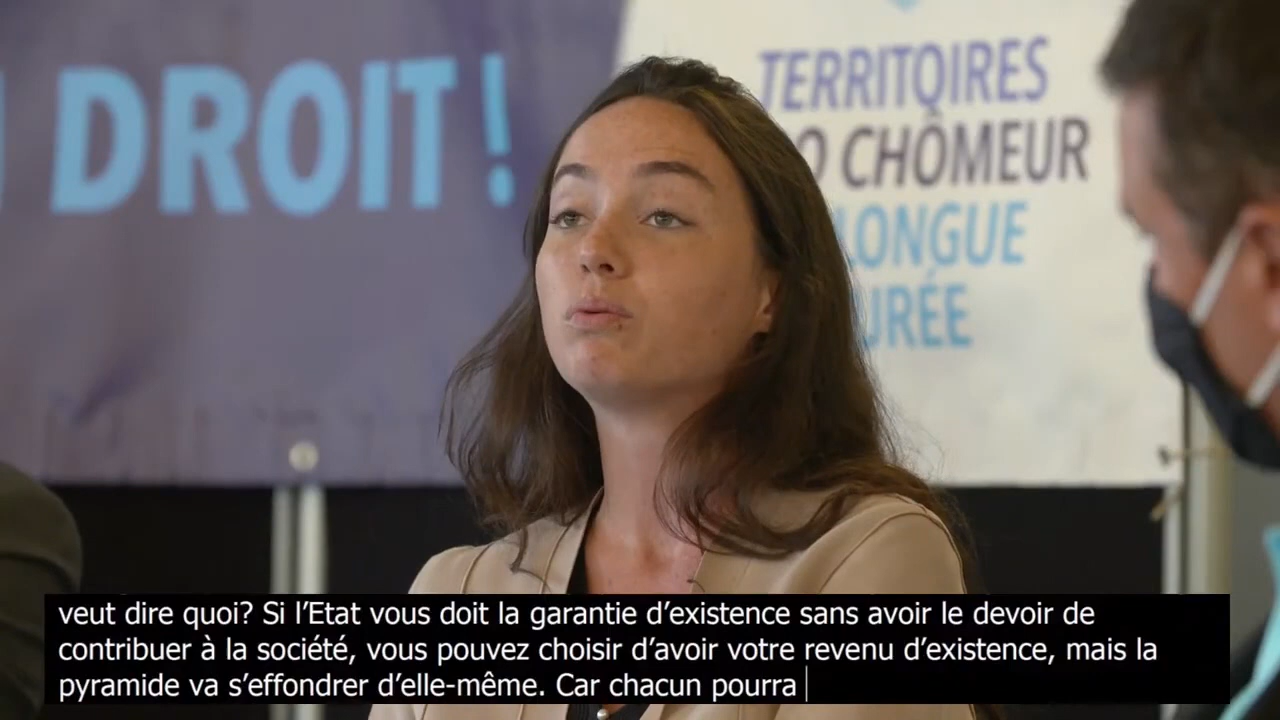 DROIT!
TERRITOIRES
CHÔMEUR
LONGUE
veut dire quoi? Si l’Etat vous doit la garantie d’existence sans avoir le devoir de
contribuer à la société, vous pouvez choisir d’avoir votre revenu d’existence, mais la
pyramide va s’effondrer d’elle-même. Car chacun pourra